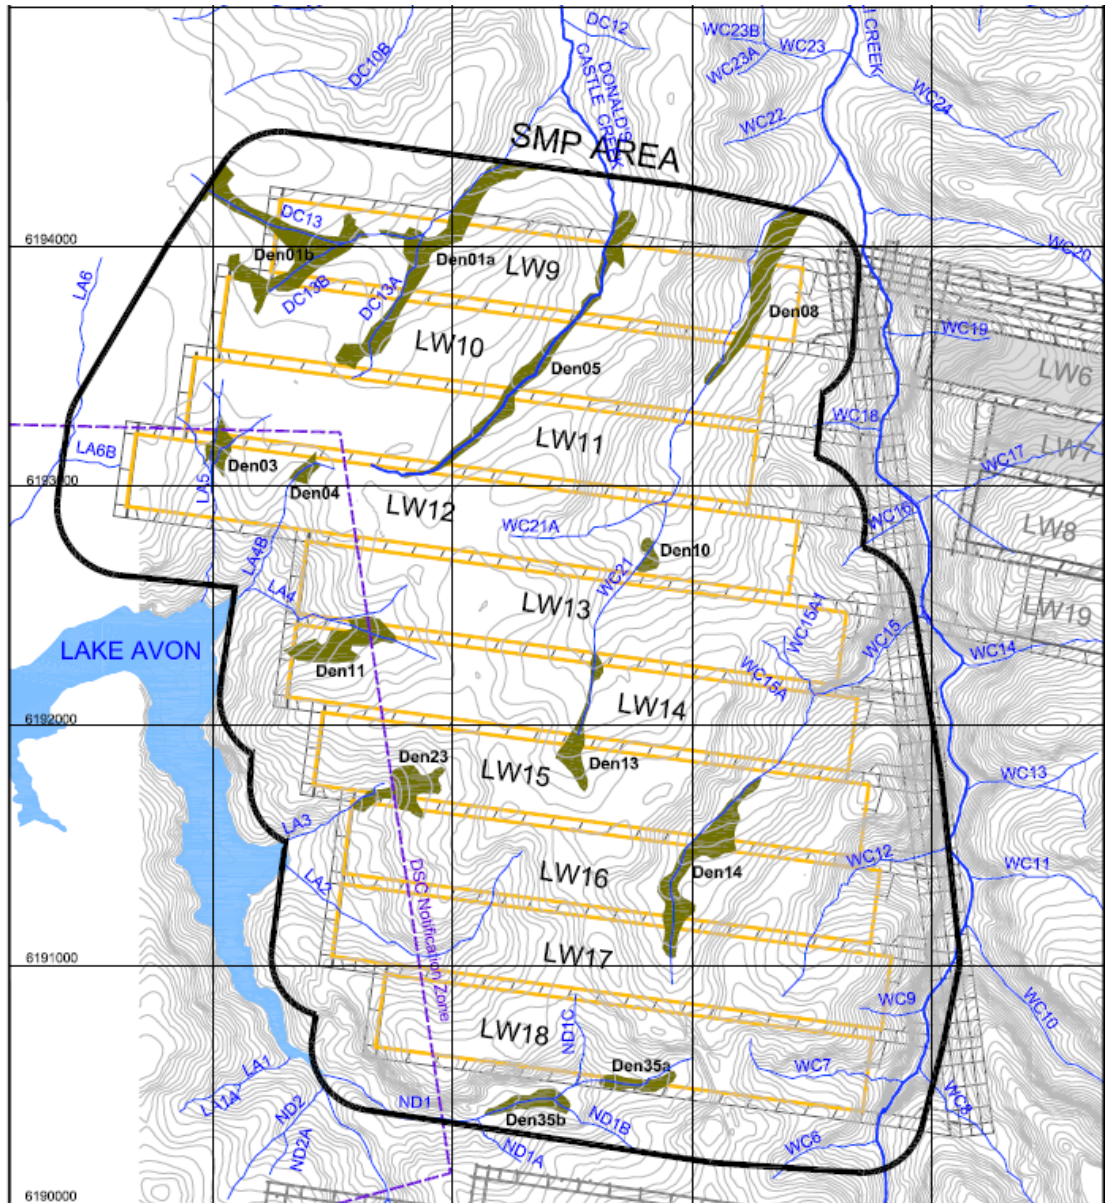 DC12
I CREEK
WC23B
WC23
WC23A
DC10B
DONALD'S
CASTLE CREEK
WC24
WC22
SMP AREA
DC13
WC20
6194000
Den01b
Den01a
LW9
LA6
DC13B
DC13A
Den08
WC19
LW10
Den05
LW6
WC18
LW11
LW7
LA6B
Den03
WC17
6193000
Den04
LA5
LW12
WC16
WC21A
LW8
Den10
LA4B
WC21
LA4
LW13
WC15A1
LW19
WC15
LAKE AVON
WC14
Den11
WC15A
LW14
6192000
Den23
Den13
LW15
WC13
LA3
WC12
WC11
LA2
LW16
Den14
DSC Notification Zone
LW17
6191000
WC9
WC10
LW18
ND1C
LA1
Den35a
WC7
LA1A
ND2
ND1
WC8
Den35b
ND1B
ND2A
ND1A
WC6
6190000